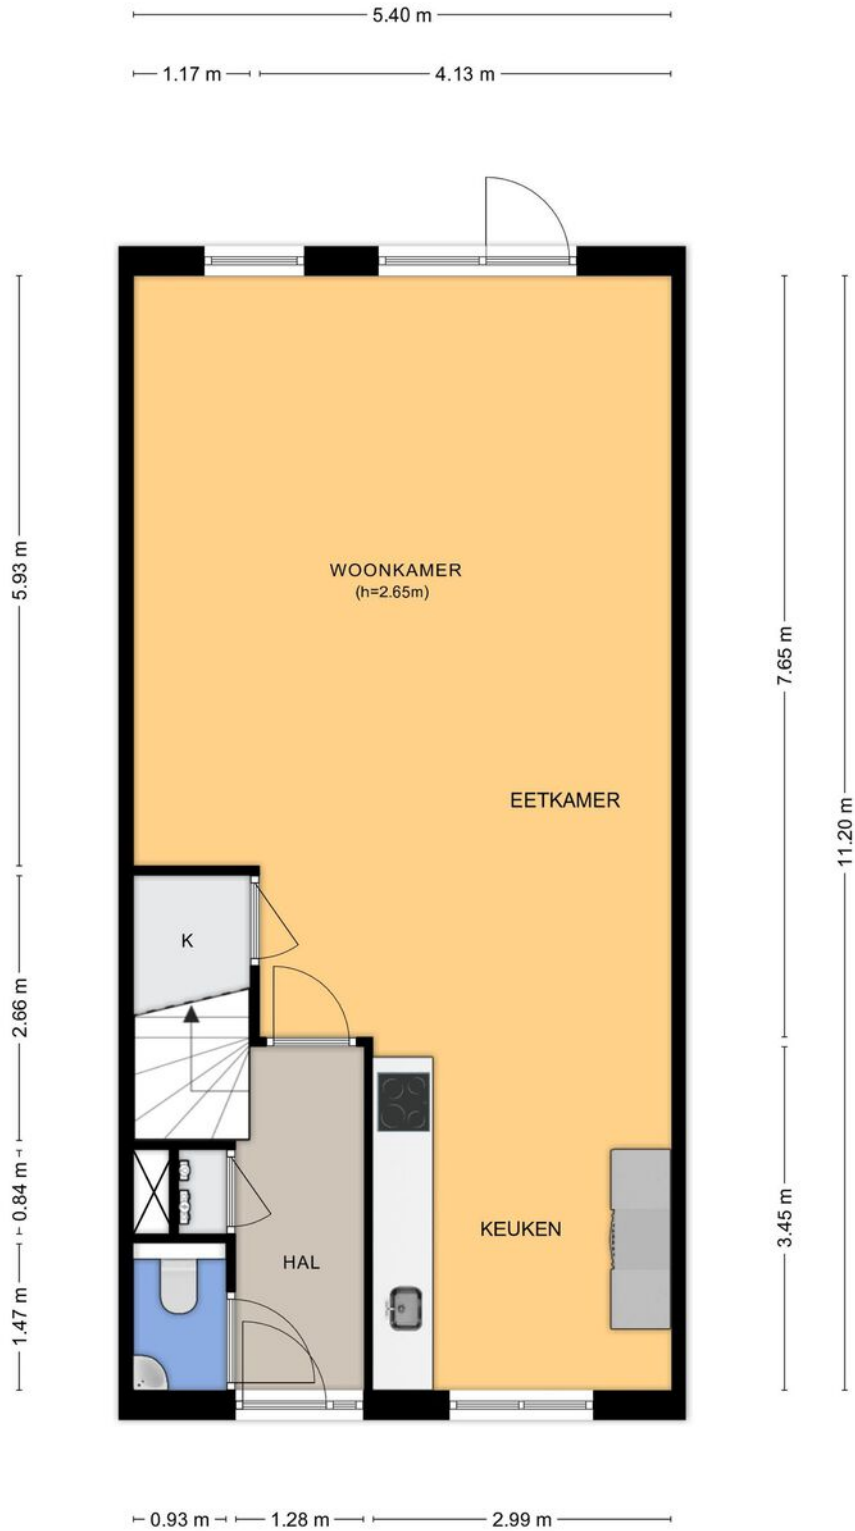 5.40 m
1.17 m
4.13 m
WOONKAMER
(h=2.65m)
5.93 m
7.65 m
EETKAMER
11.20 m
K
2.66 m
0.84 m
3.45 m
KEUKEN
HAL
1.47 m
0.93 m
1.28 m
2.99 m